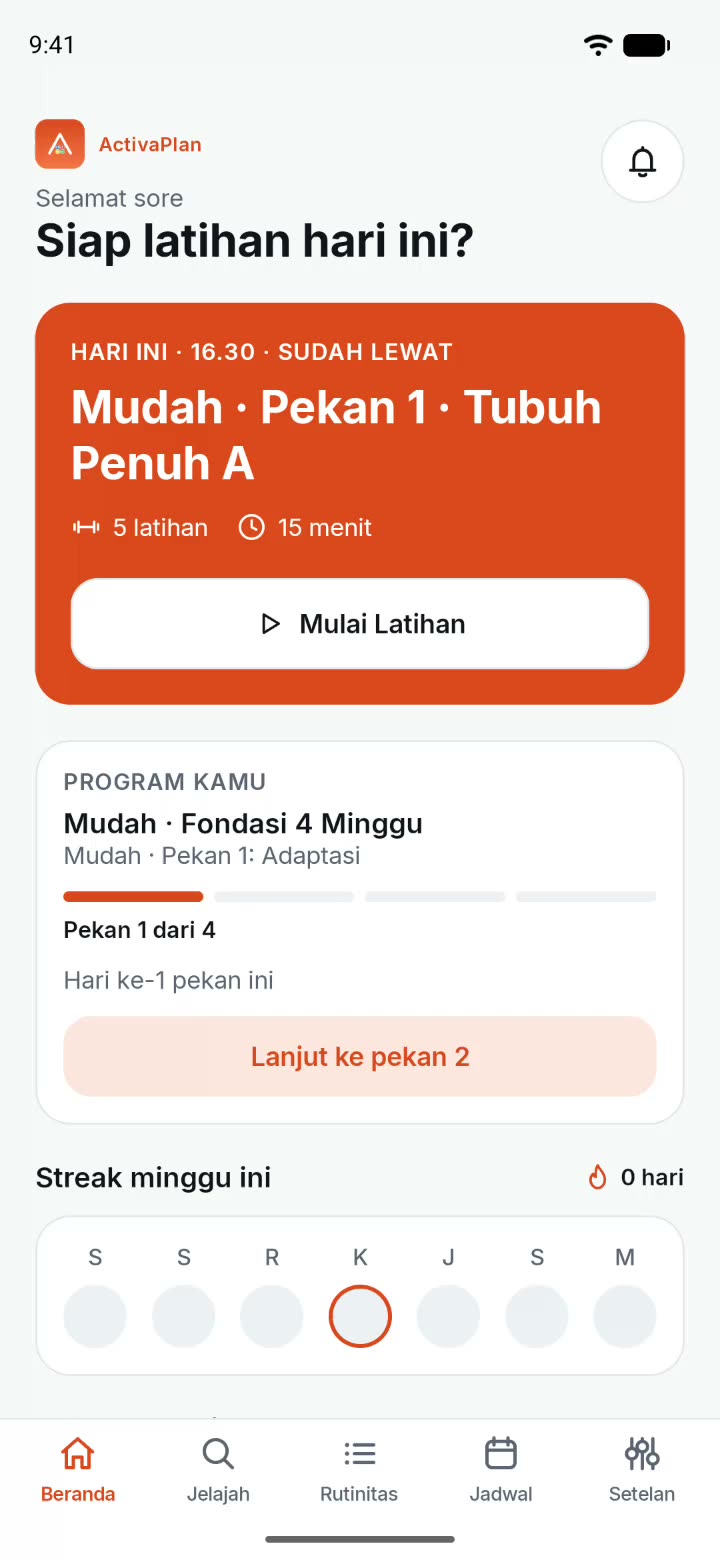 9:41
ActivaPlan
Selamat sore
Siap latihan hari ini?
HARI INI · 16.30 · SUDAH LEWAT
Mudah · Pekan 1 · Tubuh
Penuh A
5 latihan 15 menit
Mulai Latihan
PROGRAM KAMU
Mudah · Fondasi 4 Minggu
Mudah · Pekan 1: Adaptasi
Pekan 1 dari 4
Hari ke-1 pekan ini
Lanjut ke pekan 2
Streak minggu ini 0 hari
S S R K J S M
Beranda Jelajah Rutinitas Jadwal Setelan